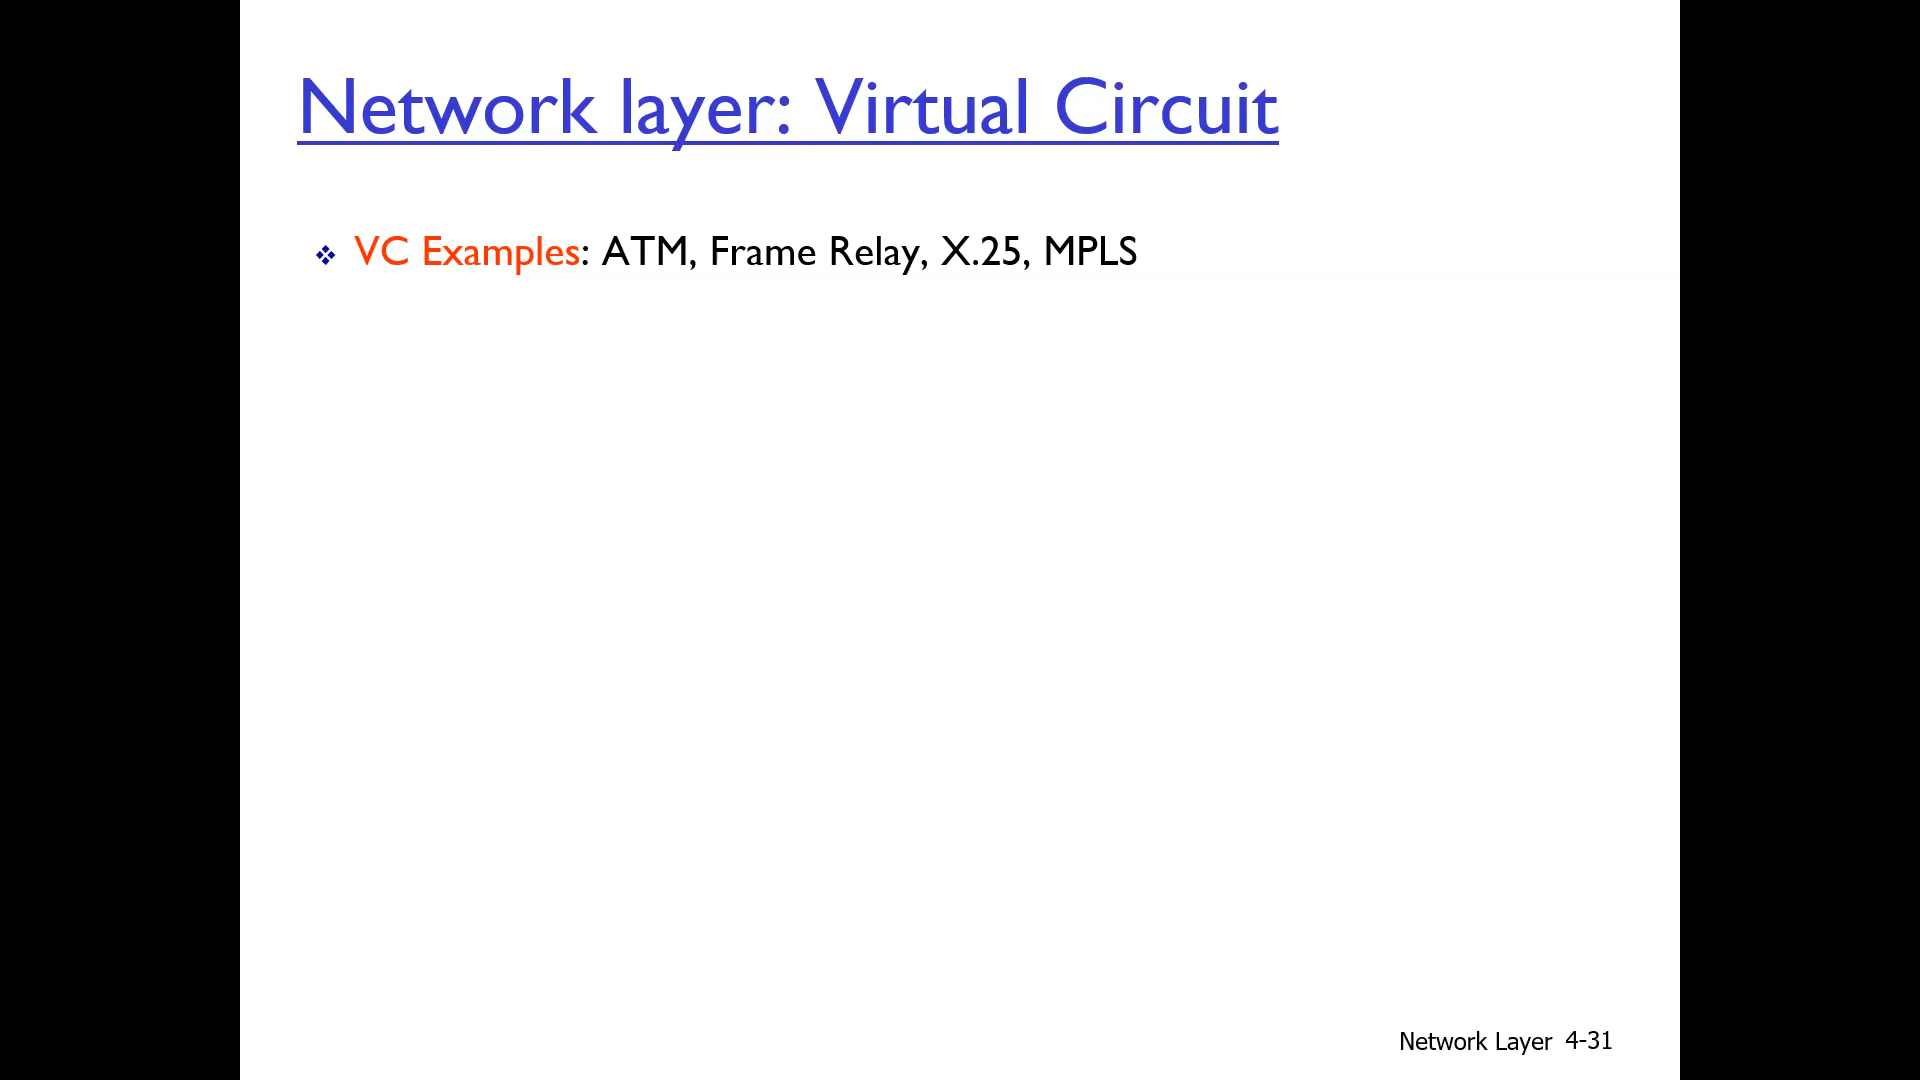 Network layer: Virtual Circuit
VC Examples: ATM, Frame Relay, X.25, MPLS
Network Layer 4-31